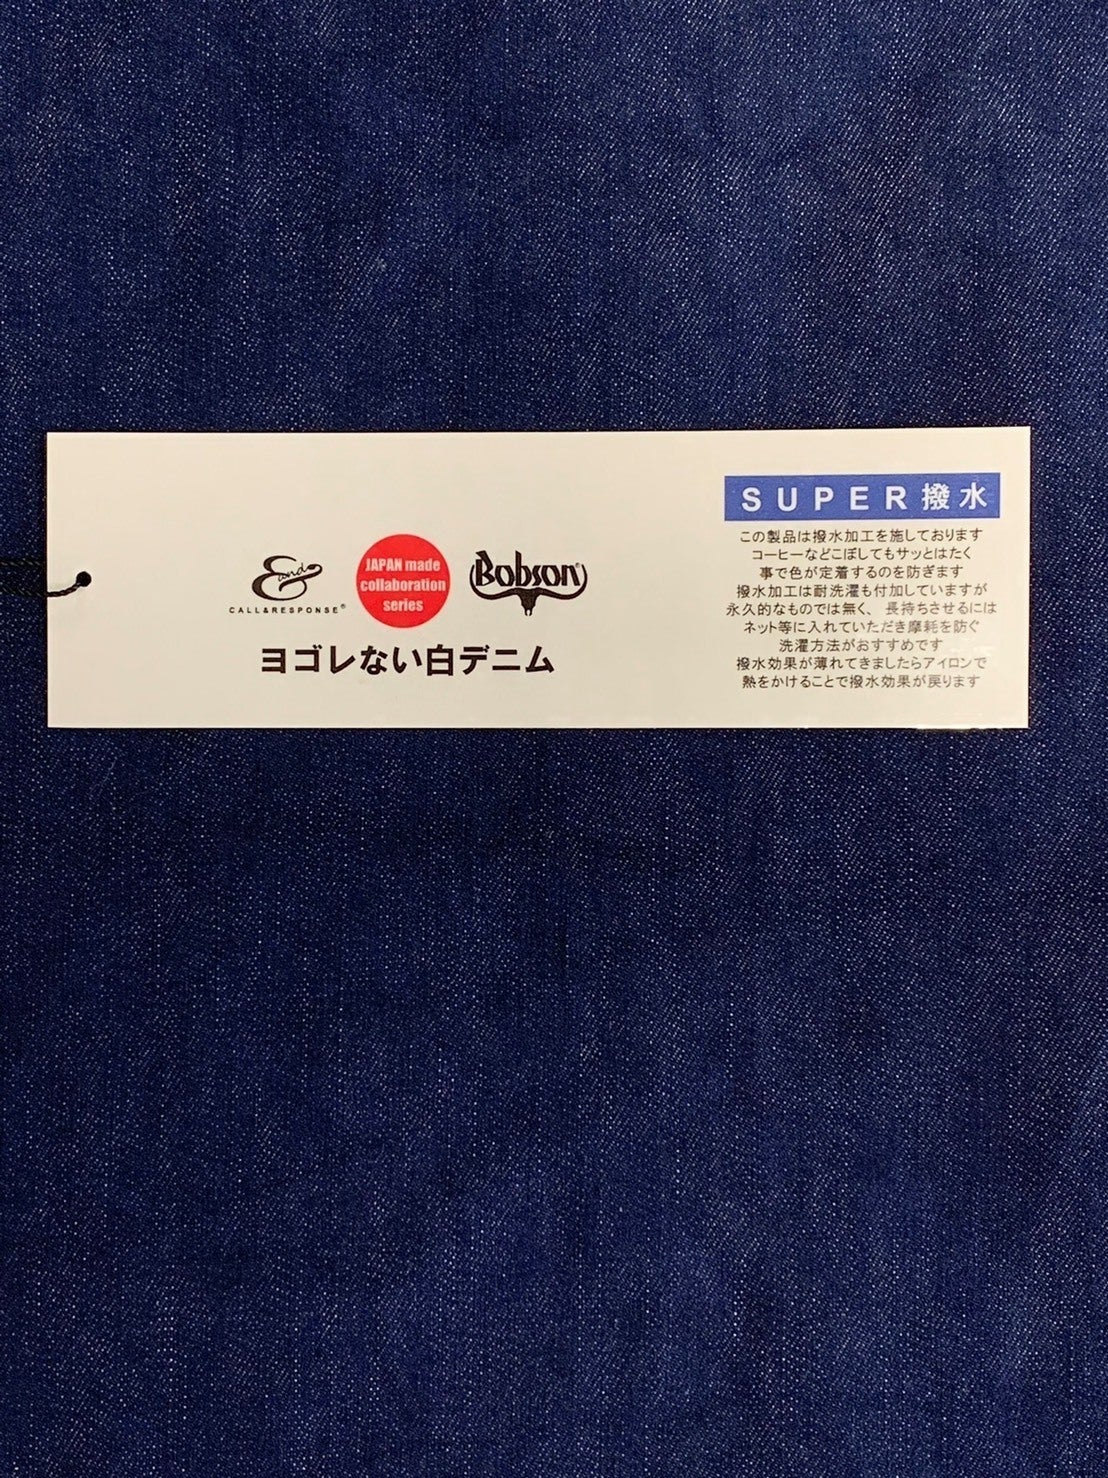 and
CALL&RESPONSE®
JAPAN made
collaboration
series
Bobson®
ヨゴレない白デニム
SUPER撥水
この製品は撥水加工を施しております
コーヒーなどこぼしてもサッとはたく
事で色が定着するのを防ぎます
撥水加工は耐洗濯も付加していますが
永久的なものでは無く、長持ちさせるには
ネット等に入れていただき摩耗を防ぐ
洗濯方法がおすすめです
撥水効果が薄れてきましたらアイロンで
熱をかけることで撥水効果が戻ります